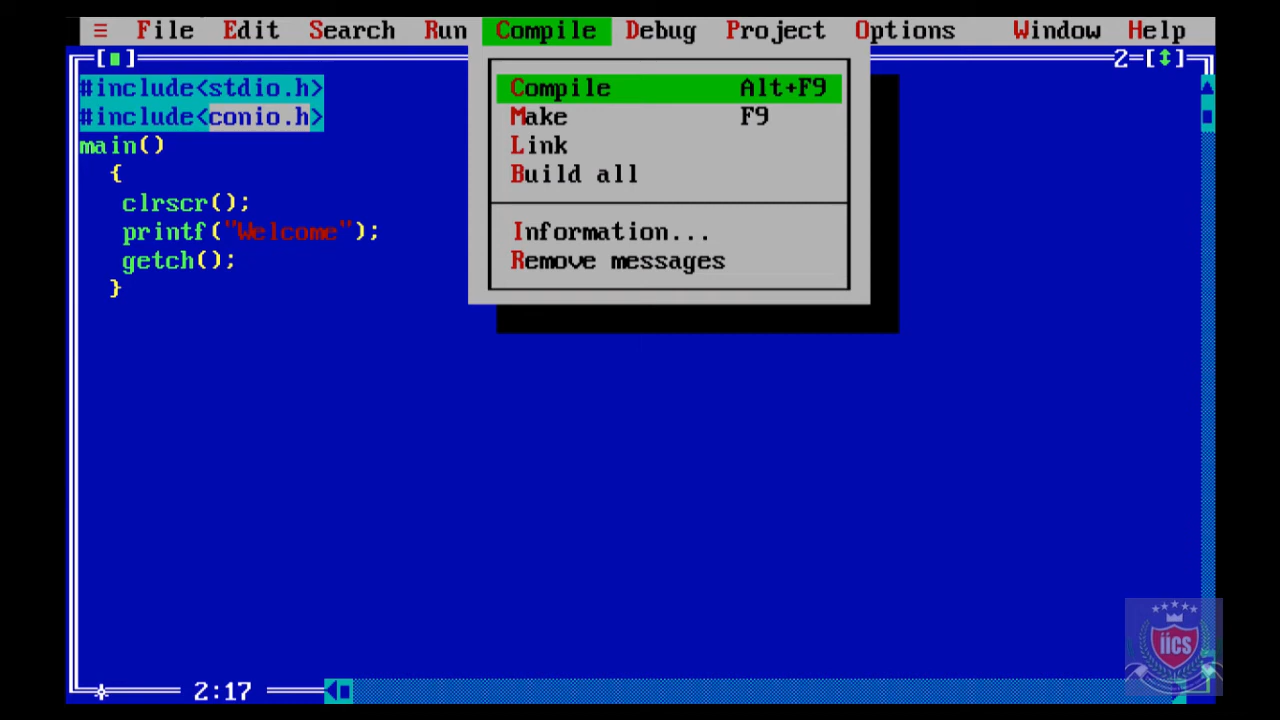 ≡ File Edit Search Run Compile Debug Project Options Window Help
[■] 2=[↕]
#include<stdio.h>
#include<conio.h>
main()
{
clrscr();
printf("Welcome");
getch();
}
Compile Alt+F9
Make F9
Link
Build all
Information...
Remove messages
2:17
iics